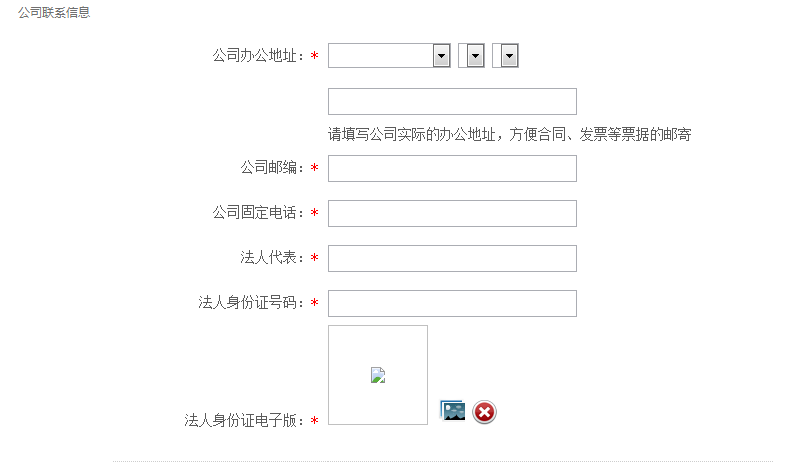 公司联系信息
公司办公地址：*
请填写公司实际的办公地址，方便合同、发票等票据的邮寄
公司邮编：*
公司固定电话：*
法人代表：*
法人身份证号码：*
法人身份证电子版：*